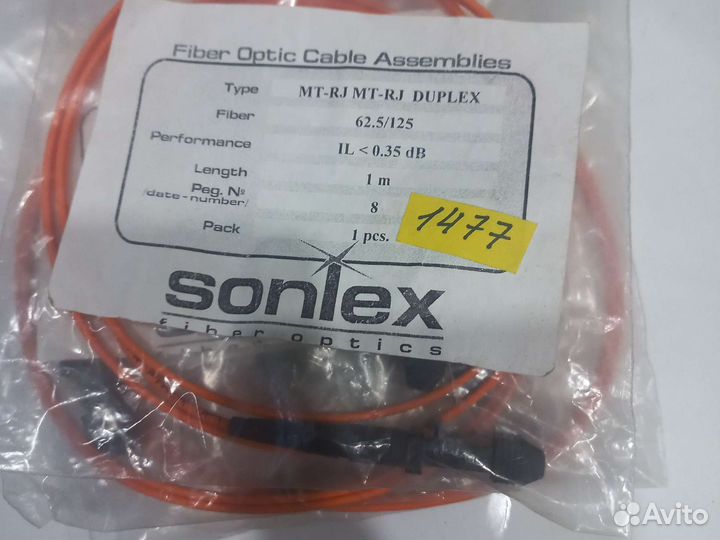 Fiber Optic Cable Assemblies
Type MT-RJ MT-RJ DUPLEX
Fiber 62.5/125
Performance IL < 0.35 dB
Length 1 m
Peg. №
/date-number/ 8
Pack 1 pcs.
1477
sonlex
fiber optics
Avito